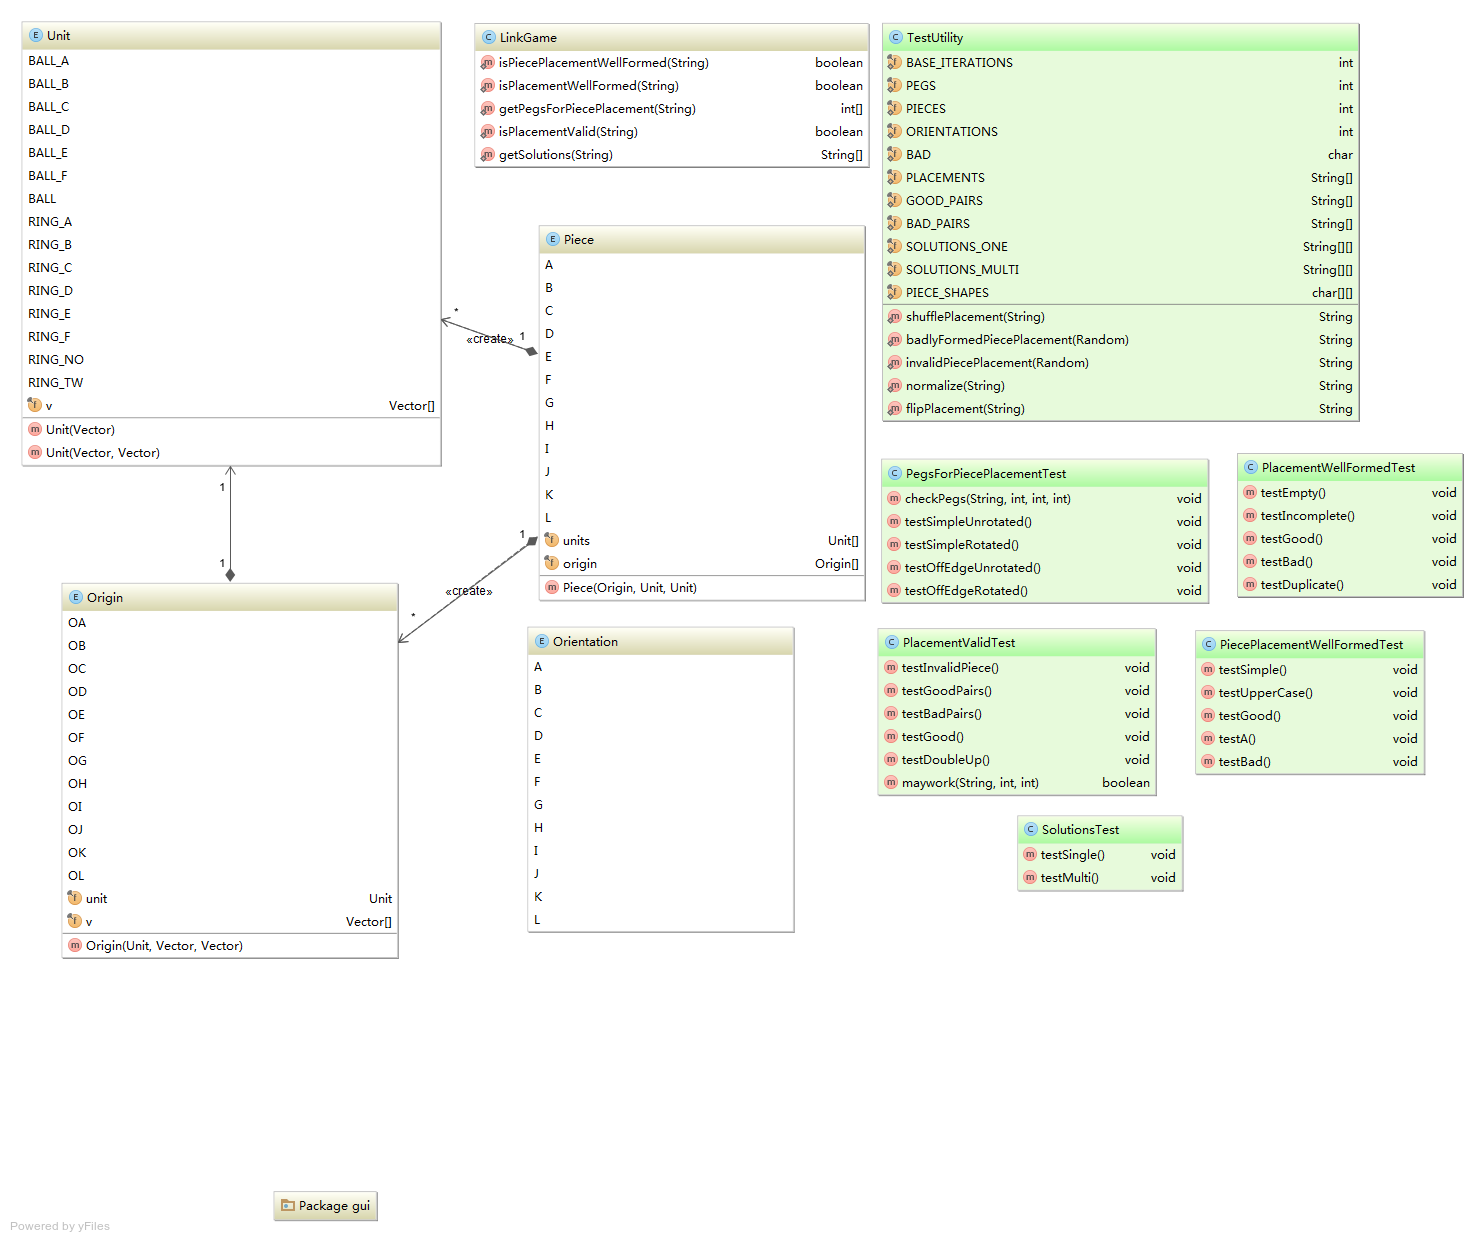 Unit
BALL_A
BALL_B
BALL_C
BALL_D
BALL_E
BALL_F
BALL
RING_A
RING_B
RING_C
RING_D
RING_E
RING_F
RING_NO
RING_TW
f v Vector[]
m Unit(Vector)
m Unit(Vector, Vector)
E Unit
C LinkGame
m isPiecePlacementWellFormed(String) boolean
m isPlacementWellFormed(String) boolean
m getPegsForPiecePlacement(String) int[]
m isPlacementValid(String) boolean
m getSolutions(String) String[]
C TestUtility
f BASE_ITERATIONS int
f PEGS int
f PIECES int
f ORIENTATIONS int
f BAD char
f PLACEMENTS String[]
f GOOD_PAIRS String[]
f BAD_PAIRS String[]
f SOLUTIONS_ONE String[][]
f SOLUTIONS_MULTI String[][]
f PIECE_SHAPES char[][]
m shufflePlacement(String) String
m badlyFormedPiecePlacement(Random) String
m invalidPiecePlacement(Random) String
m normalize(String) String
m flipPlacement(String) String
E Piece
A
B
C
D
E
F
G
H
I
J
K
L
f units Unit[]
f origin Origin[]
m Piece(Origin, Unit, Unit)
*
«create»
1
1
1
1
«create»
*
E Origin
OA
OB
OC
OD
OE
OF
OG
OH
OI
OJ
OK
OL
f unit Unit
f v Vector[]
m Origin(Unit, Vector, Vector)
E Orientation
A
B
C
D
E
F
G
H
I
J
K
L
C PegsForPiecePlacementTest
m checkPegs(String, int, int, int) void
m testSimpleUnrotated() void
m testSimpleRotated() void
m testOffEdgeUnrotated() void
m testOffEdgeRotated() void
C PlacementWellFormedTest
m testEmpty() void
m testIncomplete() void
m testGood() void
m testBad() void
m testDuplicate() void
C PlacementValidTest
m testInvalidPiece() void
m testGoodPairs() void
m testBadPairs() void
m testGood() void
m testDoubleUp() void
m maywork(String, int, int) boolean
C PiecePlacementWellFormedTest
m testSimple() void
m testUpperCase() void
m testGood() void
m testA() void
m testBad() void
C SolutionsTest
m testSingle() void
m testMulti() void
Package gui
Powered by yFiles